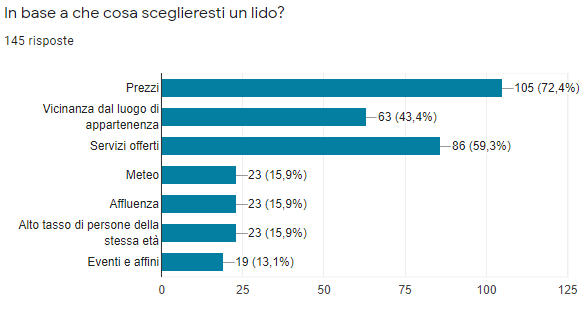 In base a che cosa sceglieresti un lido?
145 risposte
Prezzi
105 (72,4%)
Vicinanza dal luogo di
appartenenza
63 (43,4%)
Servizi offerti
86 (59,3%)
Meteo
23 (15,9%)
Affluenza
23 (15,9%)
Alto tasso di persone della
stessa età
23 (15,9%)
Eventi e affini
19 (13,1%)
0
25
50
75
100
125